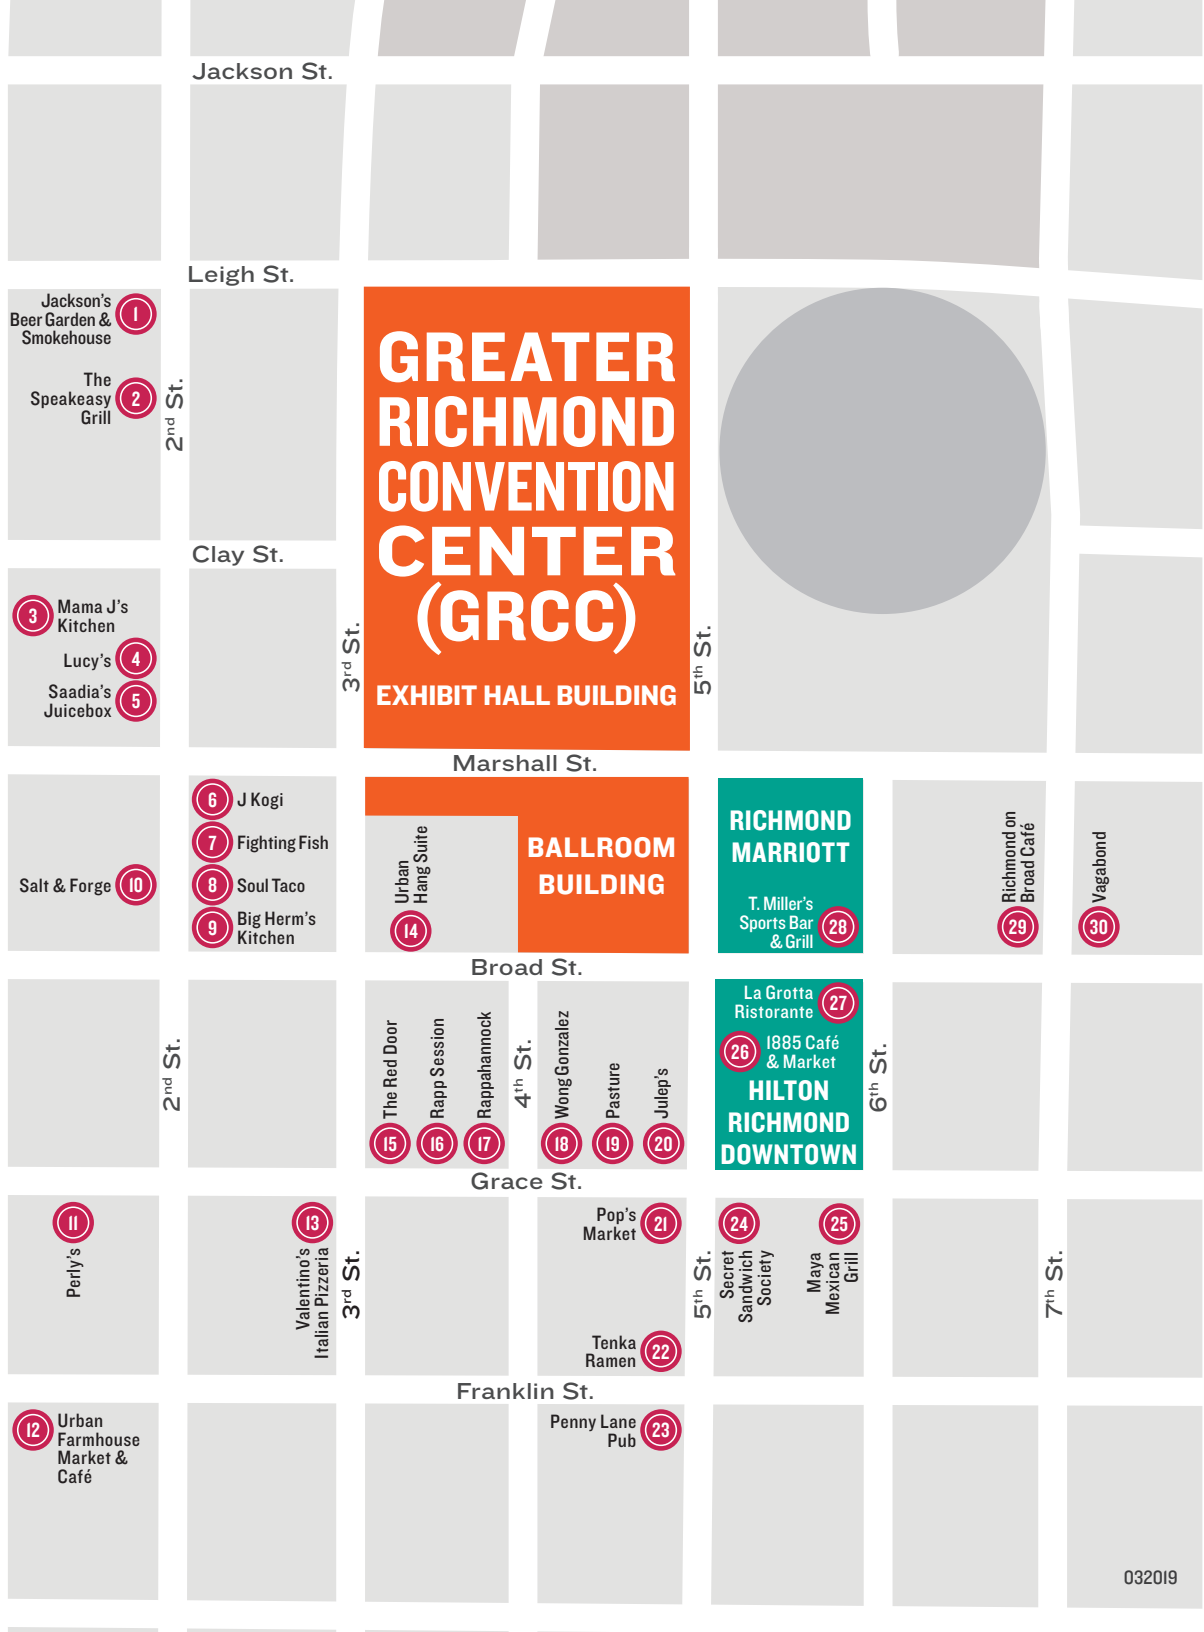 Jackson St.
Leigh St.
Jackson's
Beer Garden &
Smokehouse
1
The
Speakeasy
Grill
2
2nd St.
GREATER
RICHMOND
CONVENTION
CENTER
(GRCC)
EXHIBIT HALL BUILDING
Clay St.
3
Mama J's
Kitchen
Lucy's
4
Saadia's
Juicebox
5
3rd St.
5th St.
Marshall St.
6
J Kogi
7
Fighting Fish
8
Soul Taco
9
Big Herm's
Kitchen
Salt & Forge
10
Urban
Hang Suite
14
BALLROOM
BUILDING
RICHMOND
MARRIOTT
T. Miller's
Sports Bar
& Grill
28
Richmond on
Broad Café
29
Vagabond
30
Broad St.
2nd St.
The Red Door
15
Rapp Session
16
Rappahannock
17
4th St.
Wong Gonzalez
18
Pasture
19
Julep's
20
La Grotta
Ristorante
27
26
1885 Café
& Market
HILTON
RICHMOND
DOWNTOWN
6th St.
Grace St.
11
Perly's
13
Valentino's
Italian Pizzeria
3rd St.
Pop's
Market
21
Tenka
Ramen
22
5th St.
24
Secret
Sandwich
Society
25
Maya
Mexican
Grill
7th St.
Franklin St.
12
Urban
Farmhouse
Market &
Café
Penny Lane
Pub
23
032019